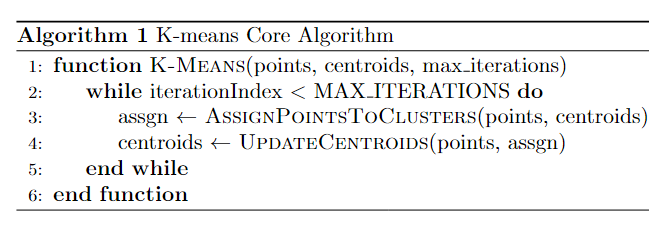 Algorithm 1 K-means Core Algorithm
1: function K-MEANS(points, centroids, max_iterations)
2: while iterationIndex < MAX_ITERATIONS do
3: assgn ← ASSIGNPOINTSTOCLUSTERS(points, centroids)
4: centroids ← UPDATECENTROIDS(points, assgn)
5: end while
6: end function